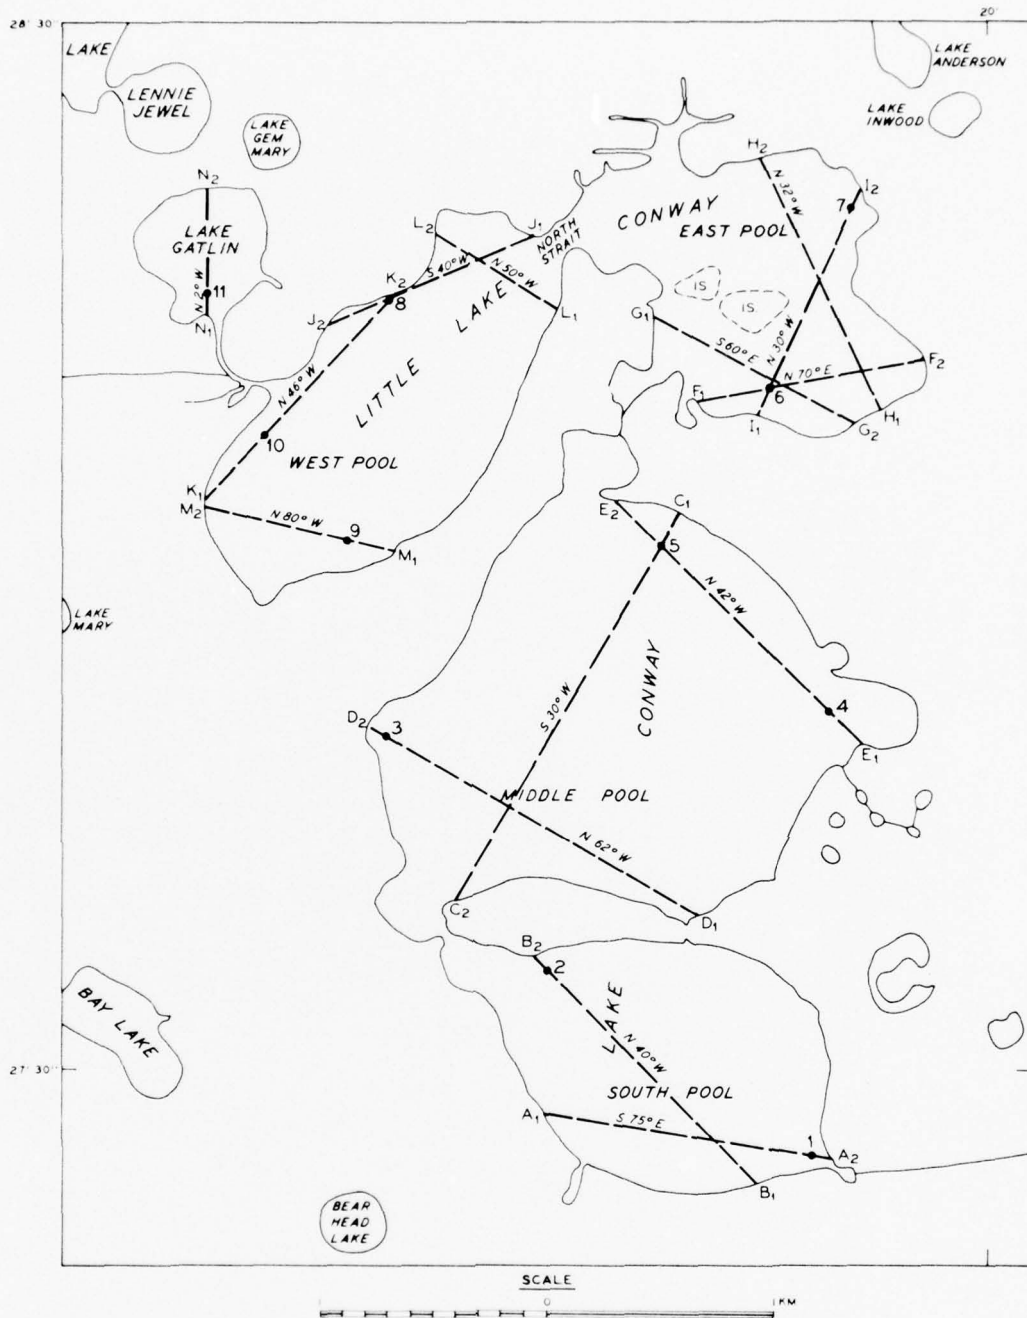 28° 30"
20'
LAKE
LENNIE
JEWEL
LAKE
GEM
MARY
LAKE
ANDERSON
LAKE
INWOOD
N₂
LAKE
GATLIN
11
N 2° W
N₁
H₂
N 32° W
I₂
7
CONWAY
EAST POOL
L₂
J₁
NORTH
STRAIT
S 40° W
N 50° W
K₂
8
J₂
L₁
LITTLE LAKE
IS.
IS.
G₁
S 60° E
N 30° W
N 70° E
F₂
F₁
6
I₁
H₁
G₂
N 46° W
10
WEST POOL
K₁
M₂
N 80° W
9
M₁
E₂
C₁
5
N 42° W
LAKE
MARY
CONWAY
S 30° W
4
E₁
D₂
3
MIDDLE POOL
N 62° W
C₂
D₁
B₂
2
LAKE
N 40° W
BAY LAKE
27' 30"
SOUTH POOL
A₁
S 75° E
1
A₂
B₁
BEAR
HEAD
LAKE
SCALE
1
0
1 KM